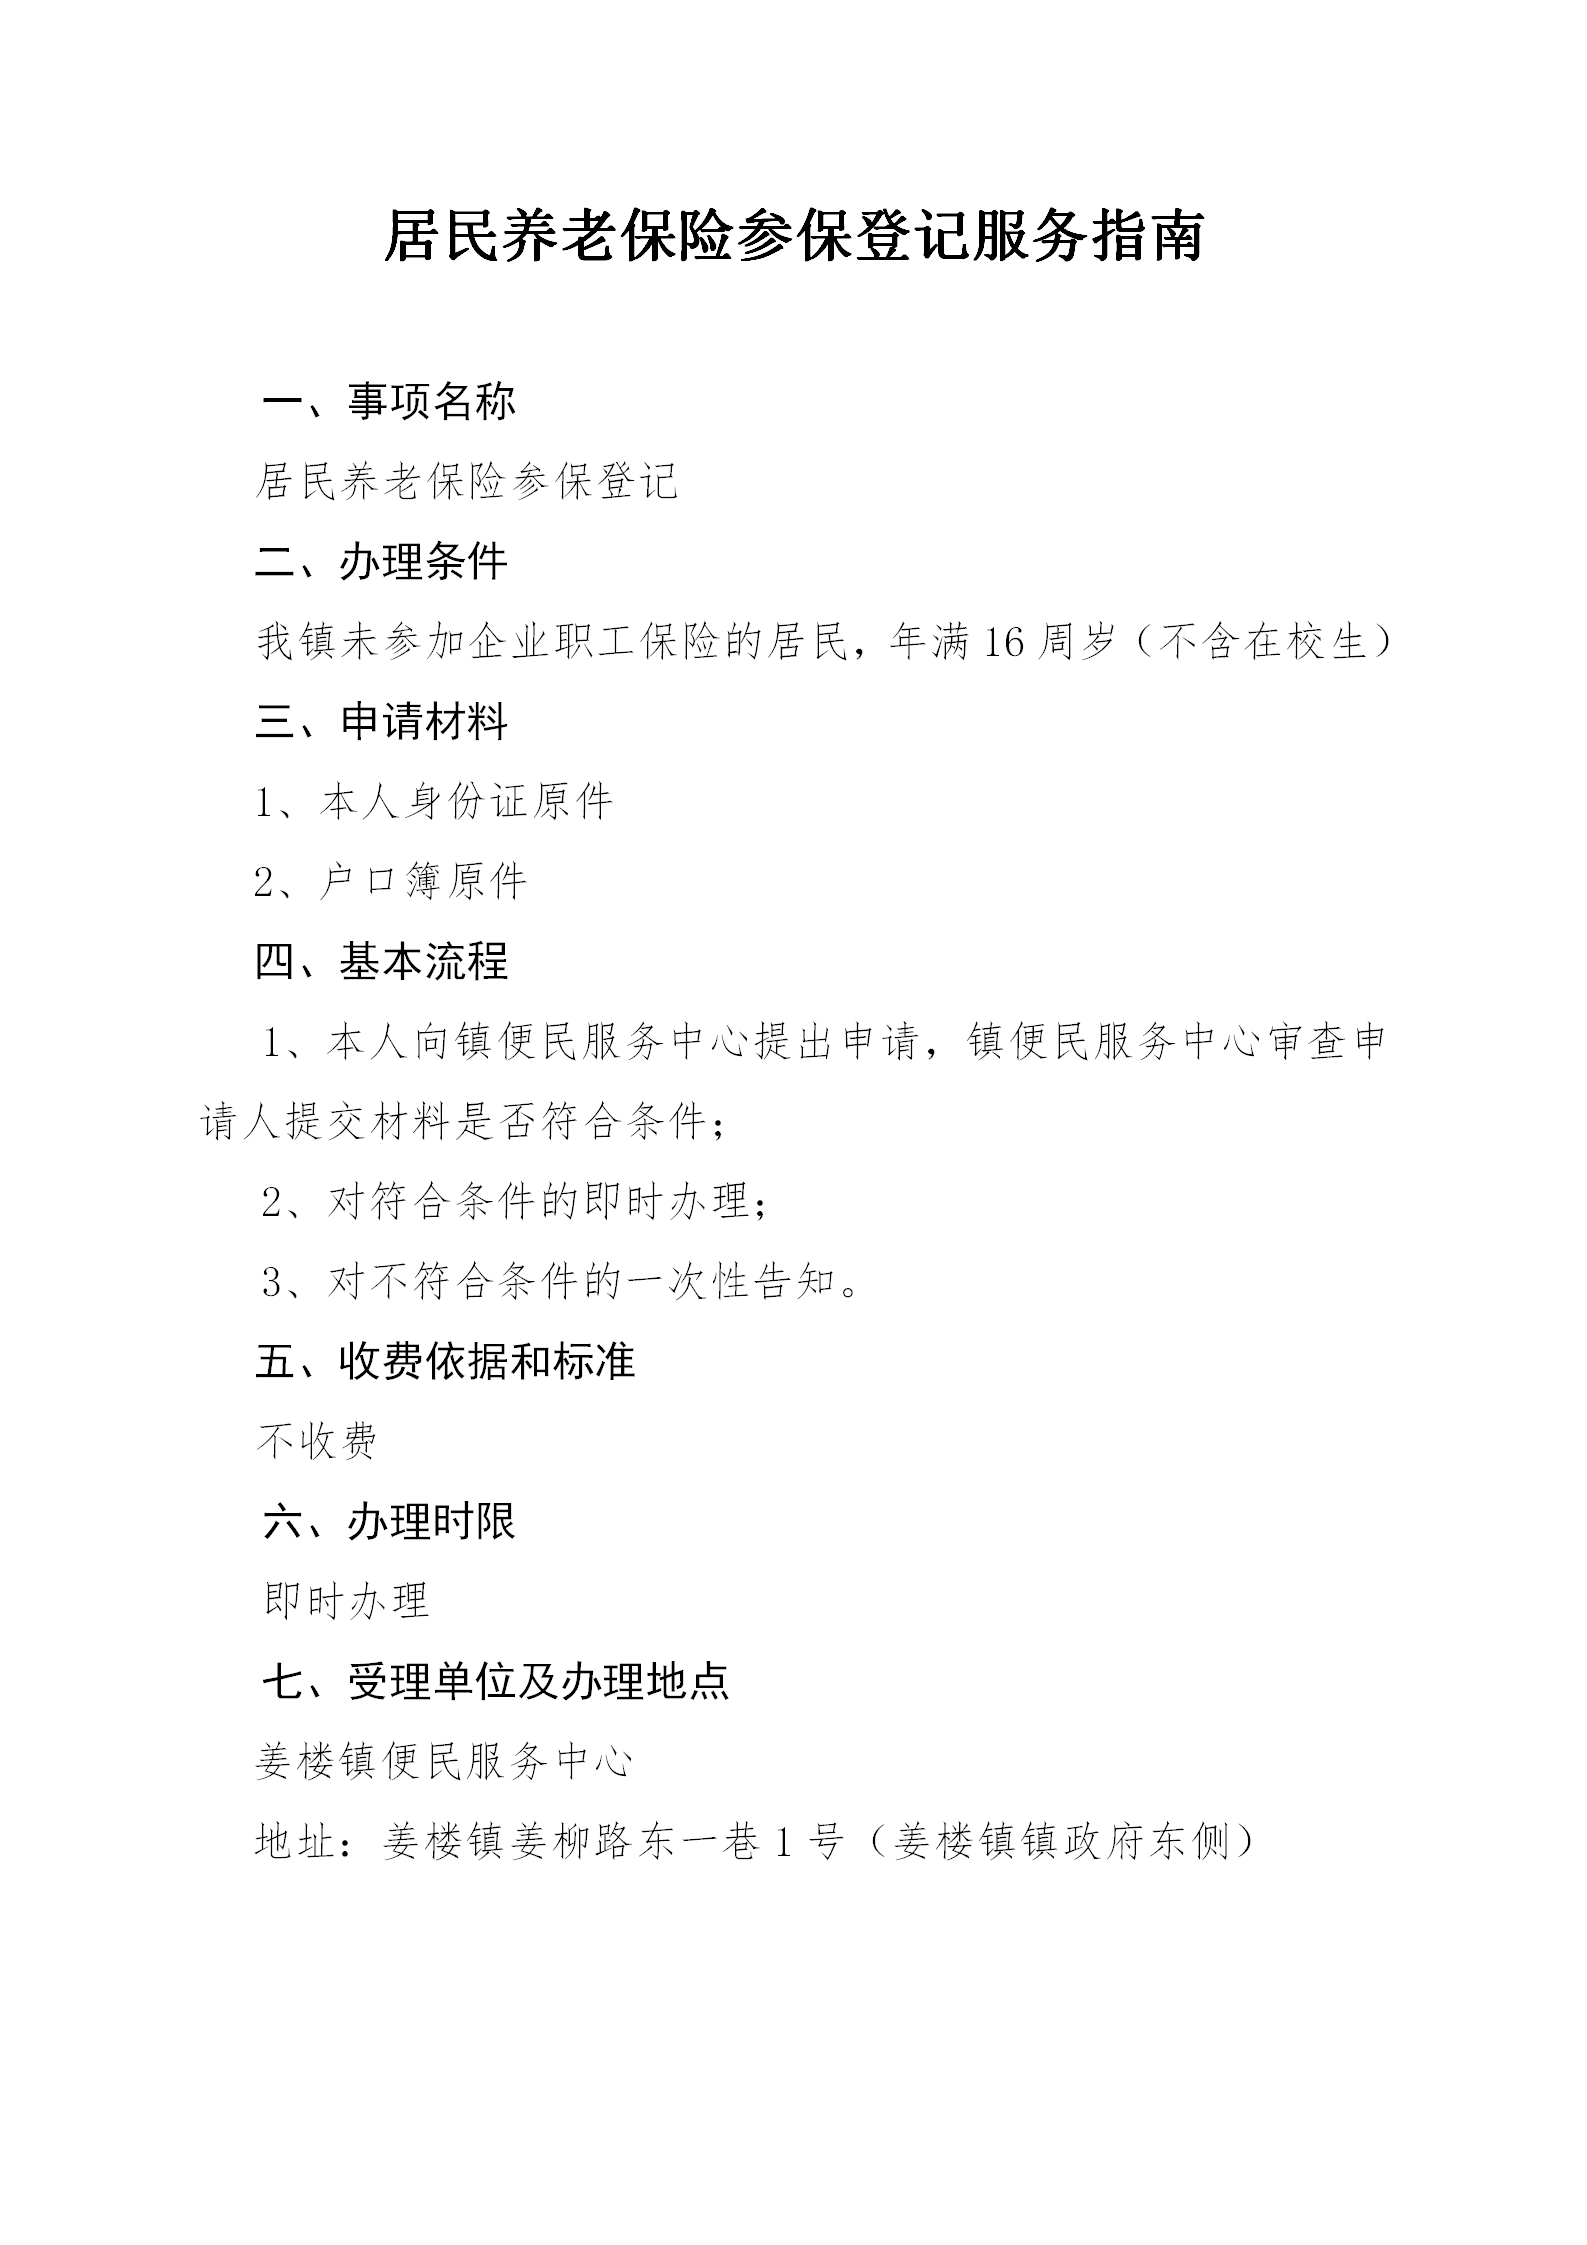 居民养老保险参保登记服务指南
一、事项名称
居民养老保险参保登记
二、办理条件
我镇未参加企业职工保险的居民，年满 16 周岁（不含在校生）
三、申请材料
1、本人身份证原件
2、户口簿原件
四、基本流程
1、本人向镇便民服务中心提出申请，镇便民服务中心审查申
请人提交材料是否符合条件；
2、对符合条件的即时办理；
3、对不符合条件的一次性告知。
五、收费依据和标准
不收费
六、办理时限
即时办理
七、受理单位及办理地点
姜楼镇便民服务中心
地址：姜楼镇姜柳路东一巷 1 号（姜楼镇镇政府东侧）